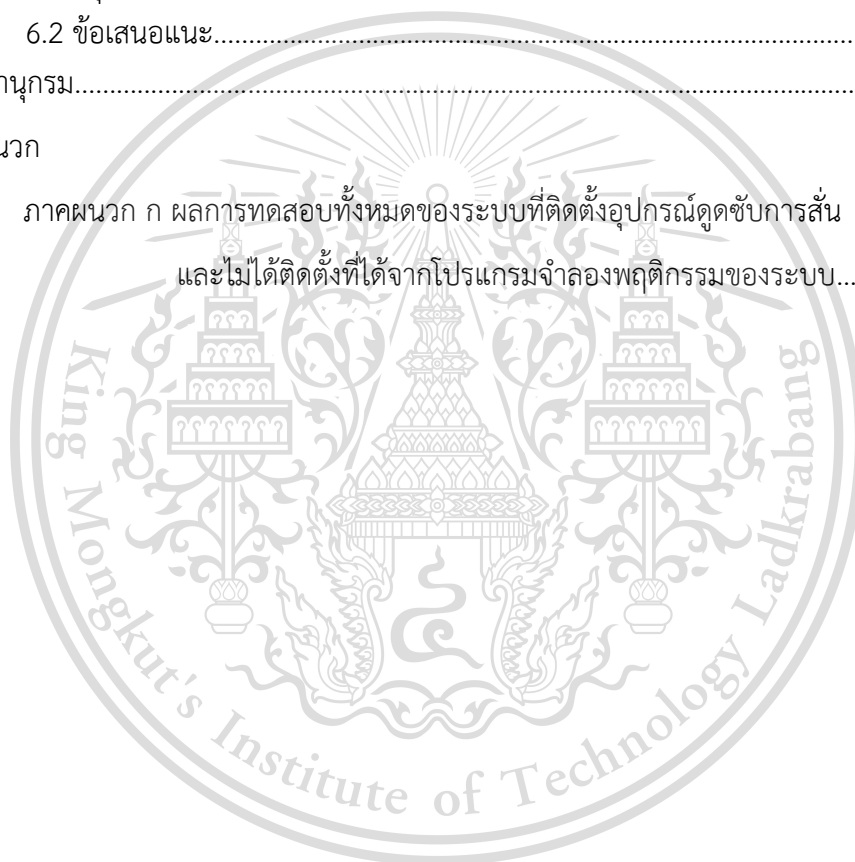 6.2 ข้อเสนอแนะ................................................................................
านุกรม................................................................................
นวก
ภาคผนวก ก ผลการทดสอบทั้งหมดของระบบที่ติดตั้งอุปกรณ์ดูดซับการสั่น
และไม่ได้ติดตั้งที่ได้จากโปรแกรมจำลองพฤติกรรมของระบบ...
King Mongkut's Institute of Technology Ladkrabang